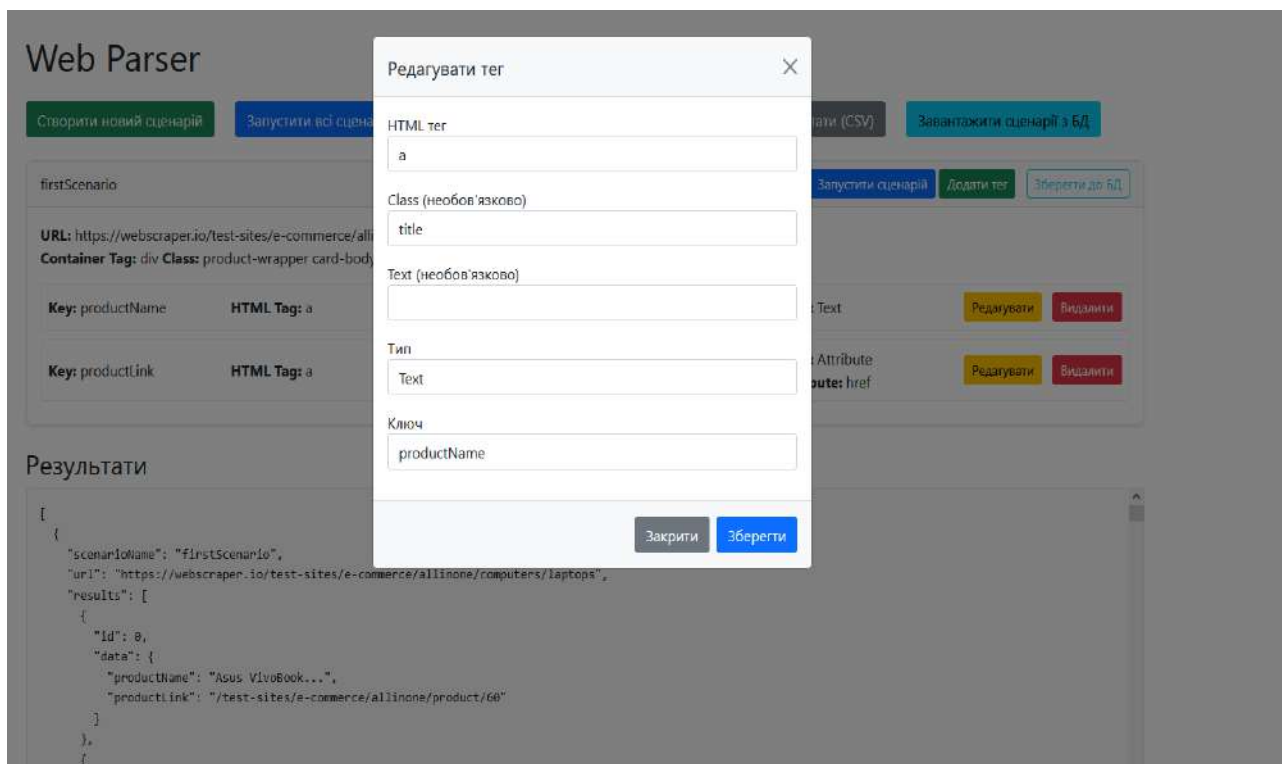 Web Parser
Редагувати тег
Створити новий сценарій
Запустити всі
(CSV)
Завантажити сценарії з БД
HTML тег
a
firstScenario
Запустити сценарій
Додати тег
Зберегти до БД
Class (необов'язково)
title
URL: https://webscraper.io/test-sites/e-commerce/
Container Tag: div Class: product-wrapper card-body
Text (необов'язково)
Key: productName
HTML Tag: a
Text
Редагувати
Видалити
Тип
Text
Key: productLink
HTML Tag: a
Attribute
href
Редагувати
Видалити
Ключ
productName
Результати
Закрити
Зберегти
[
{
"scenarioName": "firstScenario",
"url": "https://webscraper.io/test-sites/e-commerce/allinone/computers/laptops",
"results": [
{
"id": 0,
"data": {
"productName": "Asus VivoBook...",
"productLink": "/test-sites/e-commerce/allinone/product/60"
}
},
{